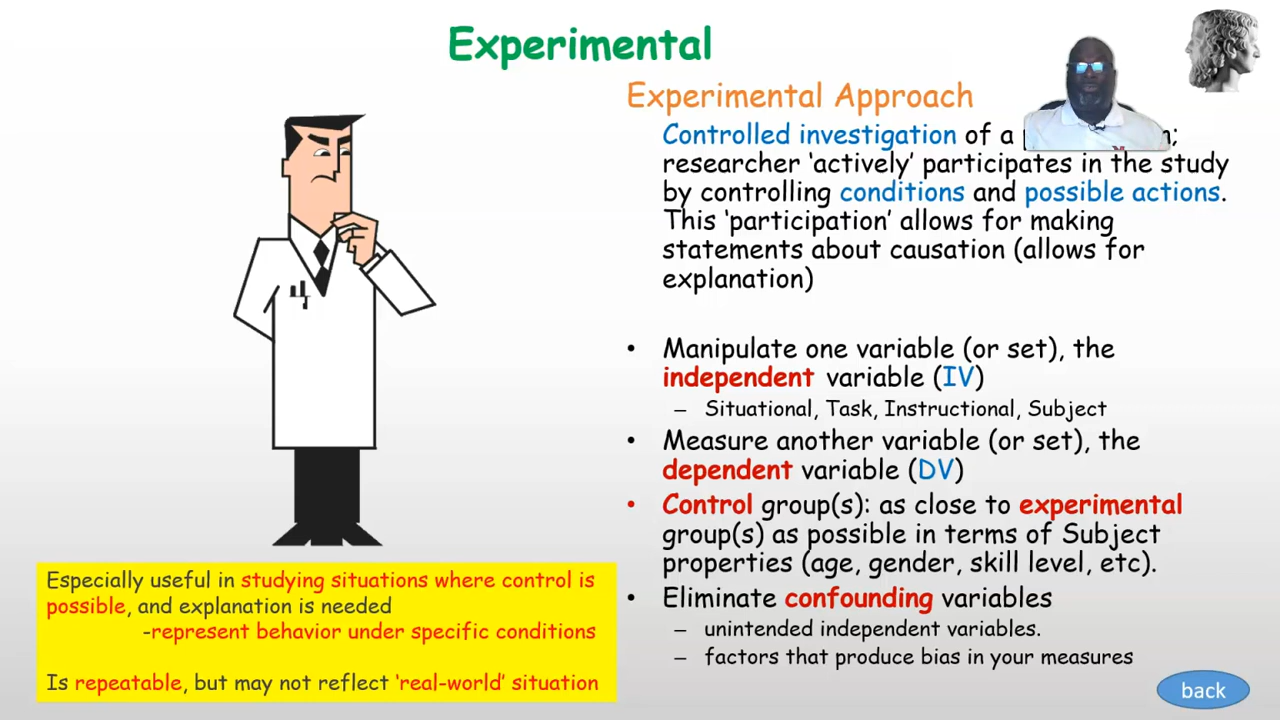 Experimental
Experimental Approach
Controlled investigation of a
researcher ‘actively’ participates in the study
by controlling conditions and possible actions.
This ‘participation’ allows for making
statements about causation (allows for
explanation)
• Manipulate one variable (or set), the
independent variable (IV)
– Situational, Task, Instructional, Subject
• Measure another variable (or set), the
dependent variable (DV)
• Control group(s): as close to experimental
group(s) as possible in terms of Subject
properties (age, gender, skill level, etc).
• Eliminate confounding variables
– unintended independent variables.
– factors that produce bias in your measures
Especially useful in studying situations where control is
possible, and explanation is needed
-represent behavior under specific conditions
Is repeatable, but may not reflect ‘real-world’ situation
back